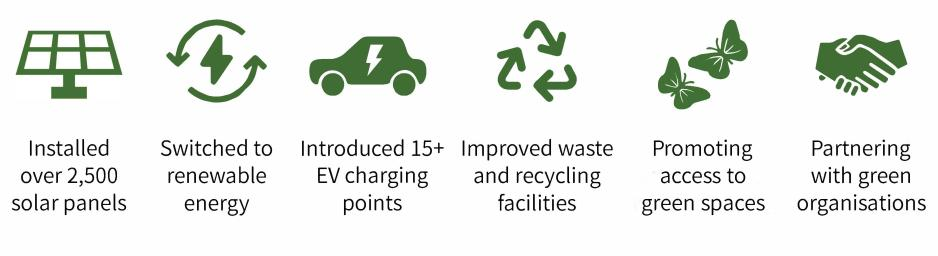 Installed
over 2,500
solar panels
Switched to
renewable
energy
Introduced 15+
EV charging
points
Improved waste
and recycling
facilities
Promoting
access to
green spaces
Partnering
with green
organisations